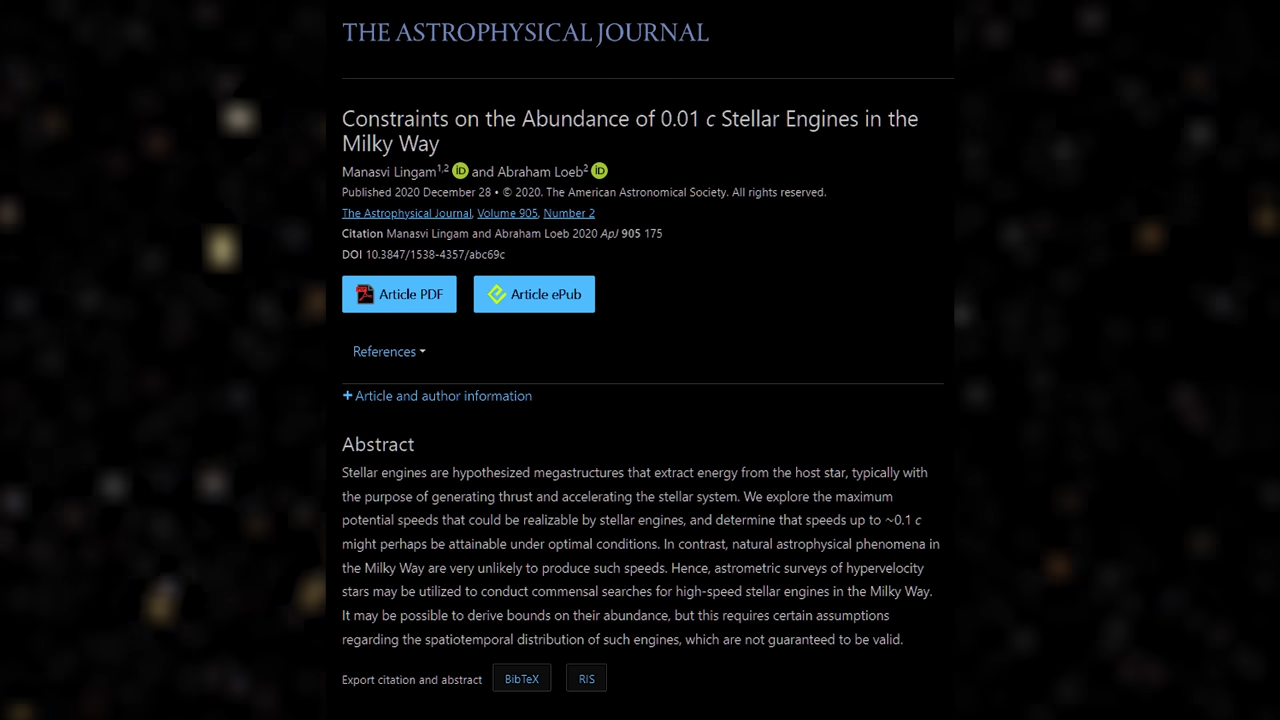 THE ASTROPHYSICAL JOURNAL
Constraints on the Abundance of 0.01 c Stellar Engines in the
Milky Way
Manasvi Lingam1,2 iD and Abraham Loeb2 iD
Published 2020 December 28 • © 2020. The American Astronomical Society. All rights reserved.
The Astrophysical Journal, Volume 905, Number 2
Citation Manasvi Lingam and Abraham Loeb 2020 ApJ 905 175
DOI 10.3847/1538-4357/abc69c
Article PDF Article ePub
References
+ Article and author information
Abstract
Stellar engines are hypothesized megastructures that extract energy from the host star, typically with
the purpose of generating thrust and accelerating the stellar system. We explore the maximum
potential speeds that could be realizable by stellar engines, and determine that speeds up to ~0.1 c
might perhaps be attainable under optimal conditions. In contrast, natural astrophysical phenomena in
the Milky Way are very unlikely to produce such speeds. Hence, astrometric surveys of hypervelocity
stars may be utilized to conduct commensal searches for high-speed stellar engines in the Milky Way.
It may be possible to derive bounds on their abundance, but this requires certain assumptions
regarding the spatiotemporal distribution of such engines, which are not guaranteed to be valid.
Export citation and abstract BibTeX RIS